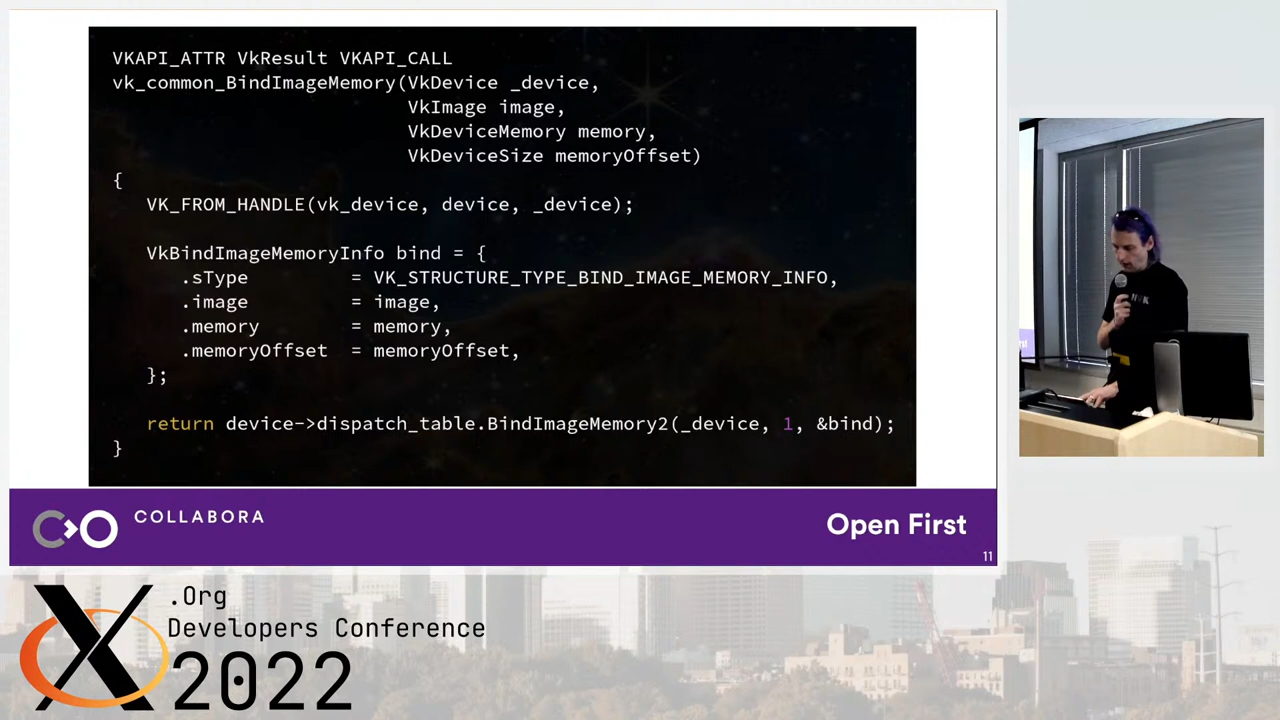 VKAPI_ATTR VkResult VKAPI_CALL
vk_common_BindImageMemory(VkDevice _device,
VkImage image,
VkDeviceMemory memory,
VkDeviceSize memoryOffset)
{
VK_FROM_HANDLE(vk_device, device, _device);
VkBindImageMemoryInfo bind = {
.sType = VK_STRUCTURE_TYPE_BIND_IMAGE_MEMORY_INFO,
.image = image,
.memory = memory,
.memoryOffset = memoryOffset,
};
return device->dispatch_table.BindImageMemory2(_device, 1, &bind);
}
COLLABORA
Open First
11
X.Org
Developers Conference
2022